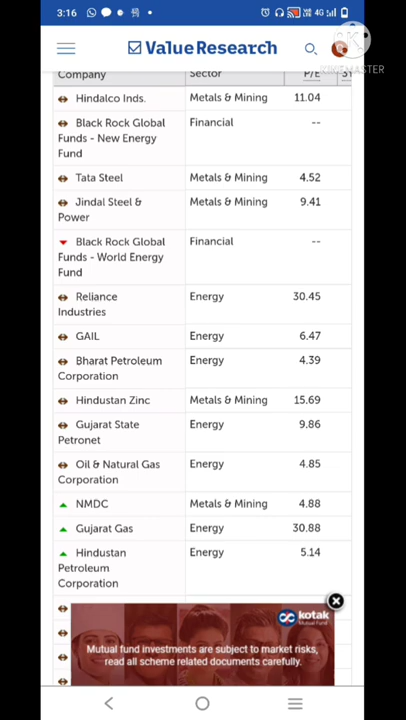 3:16
4G
ValueResearch
KINEMASTER
Company Sector P/E
Hindalco Inds. Metals & Mining 11.04
Black Rock Global Financial --
Funds - New Energy
Fund
Tata Steel Metals & Mining 4.52
Jindal Steel & Metals & Mining 9.41
Power
Black Rock Global Financial --
Funds - World Energy
Fund
Reliance Energy 30.45
Industries
GAIL Energy 6.47
Bharat Petroleum Energy 4.39
Corporation
Hindustan Zinc Metals & Mining 15.69
Gujarat State Energy 9.86
Petronet
Oil & Natural Gas Energy 4.85
Corporation
NMDC Metals & Mining 4.88
Gujarat Gas Energy 30.88
Hindustan Energy 5.14
Petroleum
Corporation
kotak
Mutual Fund
Mutual fund investments are subject to market risks,
read all scheme related documents carefully.